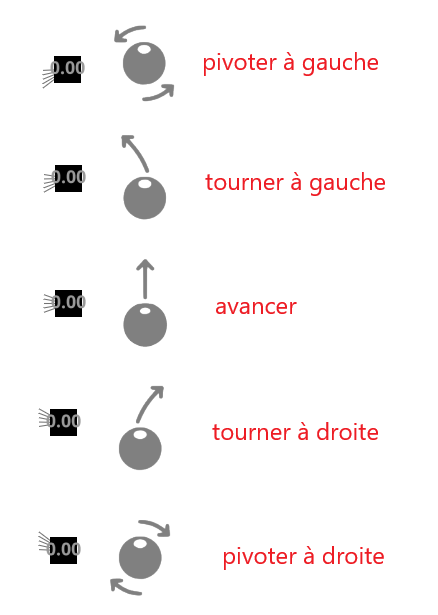 0.00 pivoter à gauche
0.00 tourner à gauche
0.00 avancer
0.00 tourner à droite
0.00 pivoter à droite